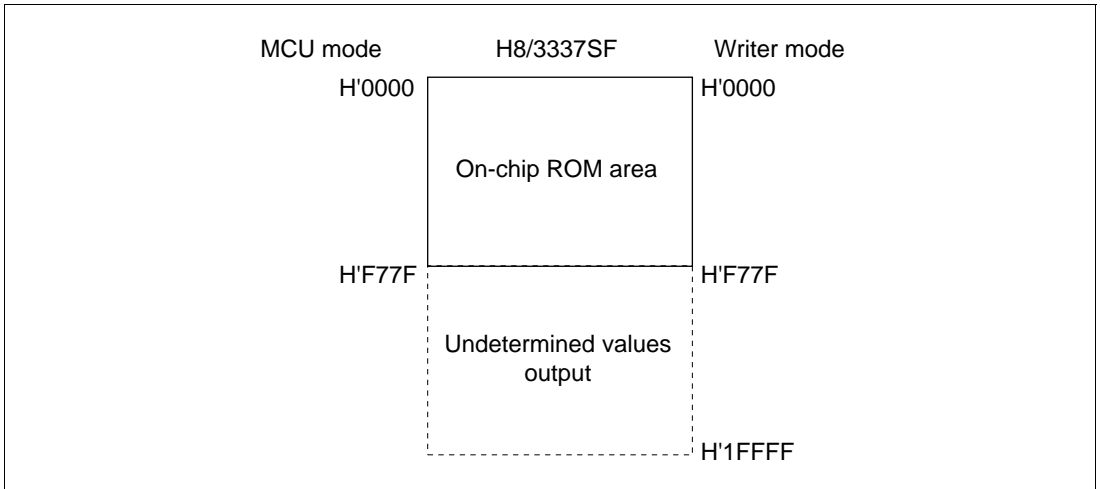 MCU mode H8/3337SF Writer mode
H'0000 H'0000
On-chip ROM area
H'F77F H'F77F
Undetermined values
output
H'1FFFF